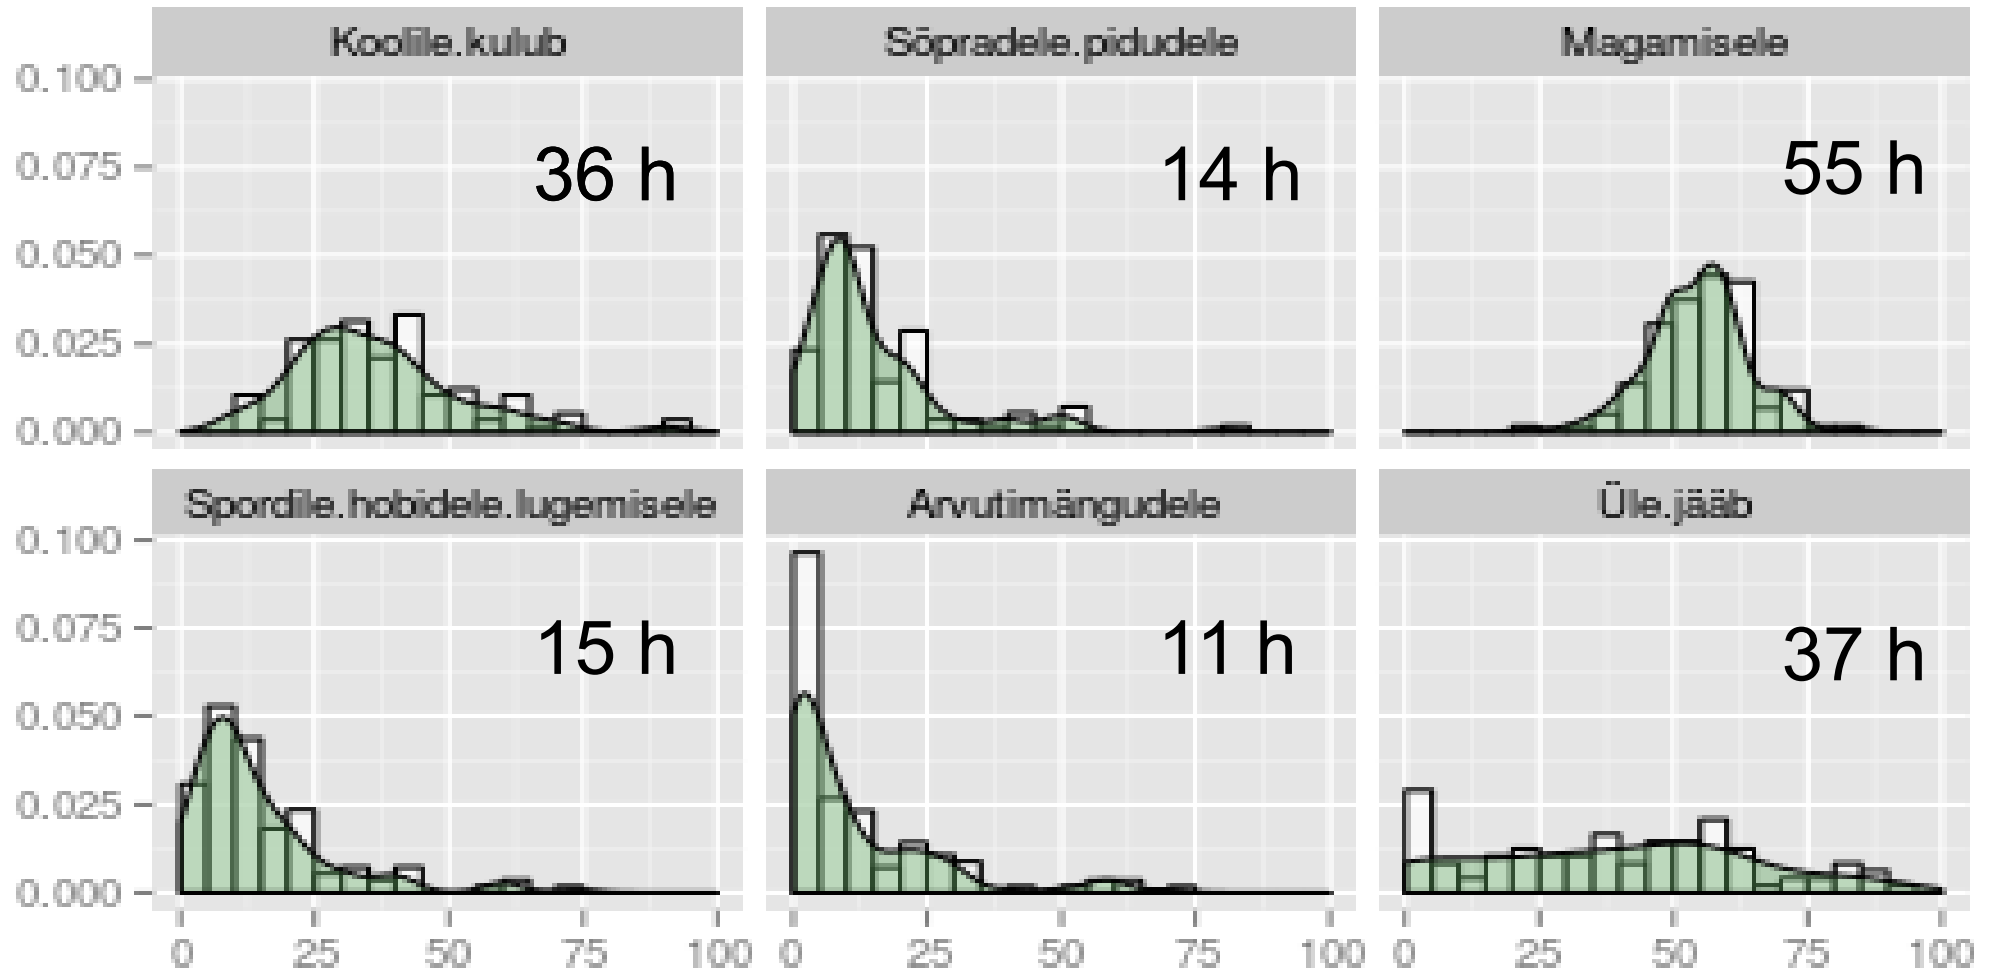 Koolile.kulub
Sõpradele.pidudele
Magamisele
0.100
0.075
0.050
0.025
0.000
36 h
14 h
55 h
Spordile.hobidele.lugemisele
Arvutimängudele
Üle.jääb
0.100
0.075
0.050
0.025
0.000
15 h
11 h
37 h
0 25 50 75 100
0 25 50 75 100
0 25 50 75 100